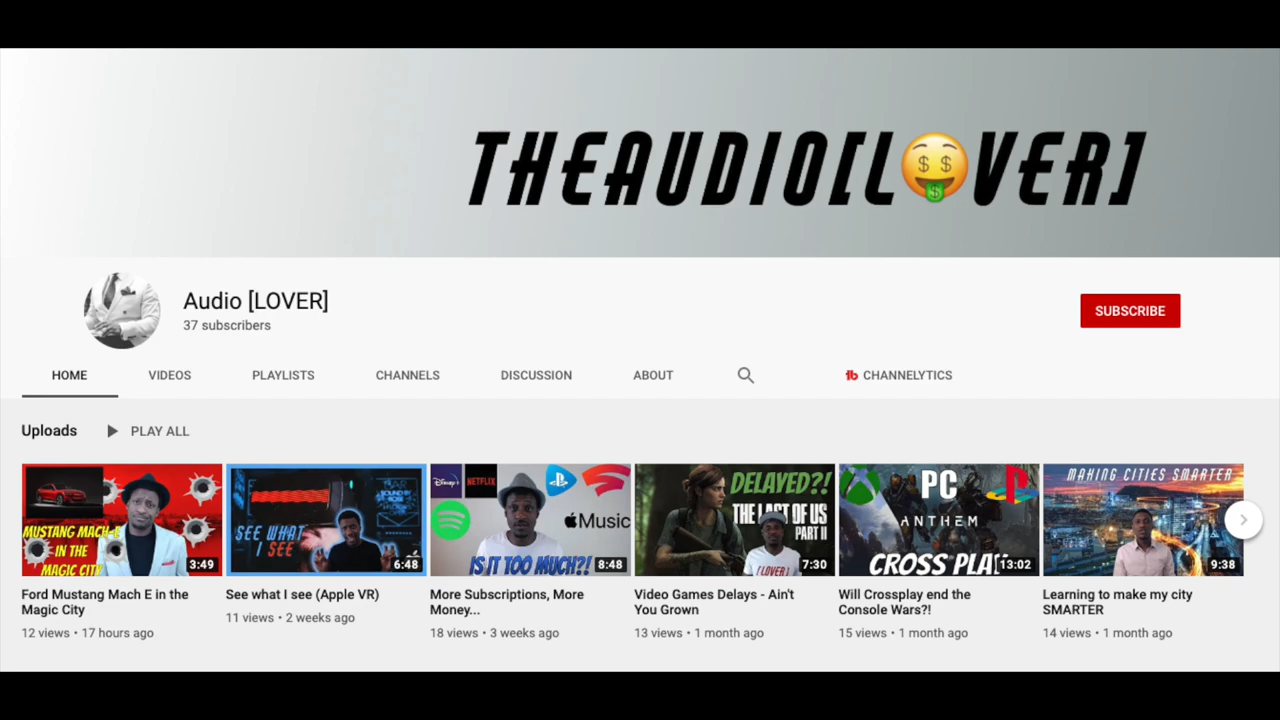 THEAUDIO[L🤑VER]
Audio [LOVER]
37 subscribers
SUBSCRIBE
HOME
VIDEOS
PLAYLISTS
CHANNELS
DISCUSSION
ABOUT
CHANNELYTICS
Uploads
PLAY ALL
MUSTANG MACH-E
IN THE
MAGIC CITY
3:49
SEE WHAT
I SEE
6:48
Disney+
NETFLIX
Music
IS IT TOO MUCH?!
8:48
DELAYED?!
THE LAST OF US
PART II
[LOVER]
7:30
PC
ANTHEM
CROSS PLA
13:02
MAKING CITIES SMARTER
9:38
Ford Mustang Mach E in the
Magic City
12 views • 17 hours ago
See what I see (Apple VR)
11 views • 2 weeks ago
More Subscriptions, More
Money...
18 views • 3 weeks ago
Video Games Delays - Ain't
You Grown
13 views • 1 month ago
Will Crossplay end the
Console Wars?!
15 views • 1 month ago
Learning to make my city
SMARTER
14 views • 1 month ago